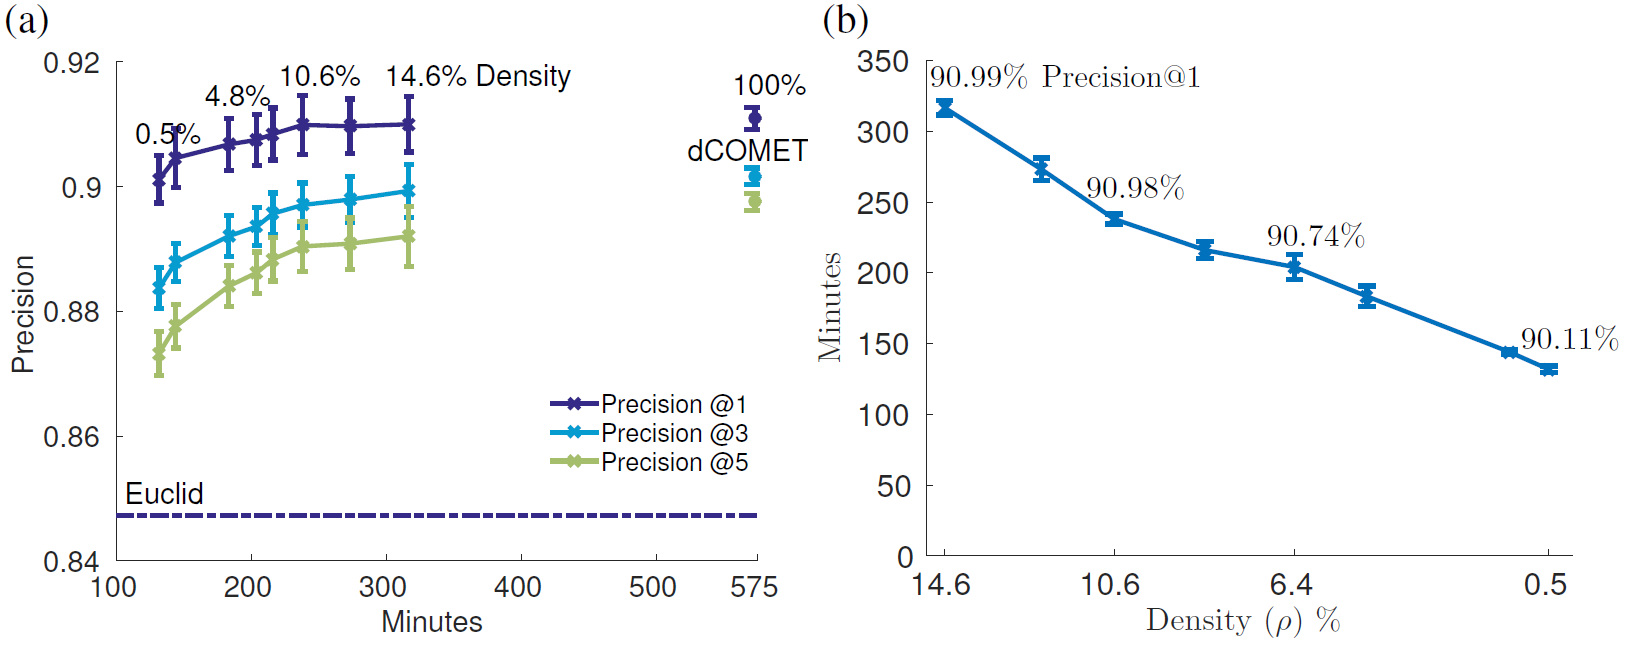 (a)
0.92
0.9
0.88
0.86
0.84
Precision
0.5%
4.8%
10.6%
14.6% Density
100%
dCOMET
Precision @1
Precision @3
Precision @5
Euclid
100
200
300
400
500
575
Minutes
(b)
350
300
250
200
150
100
50
0
Minutes
90.99% Precision@1
90.98%
90.74%
90.11%
14.6
10.6
6.4
0.5
Density (ρ) %